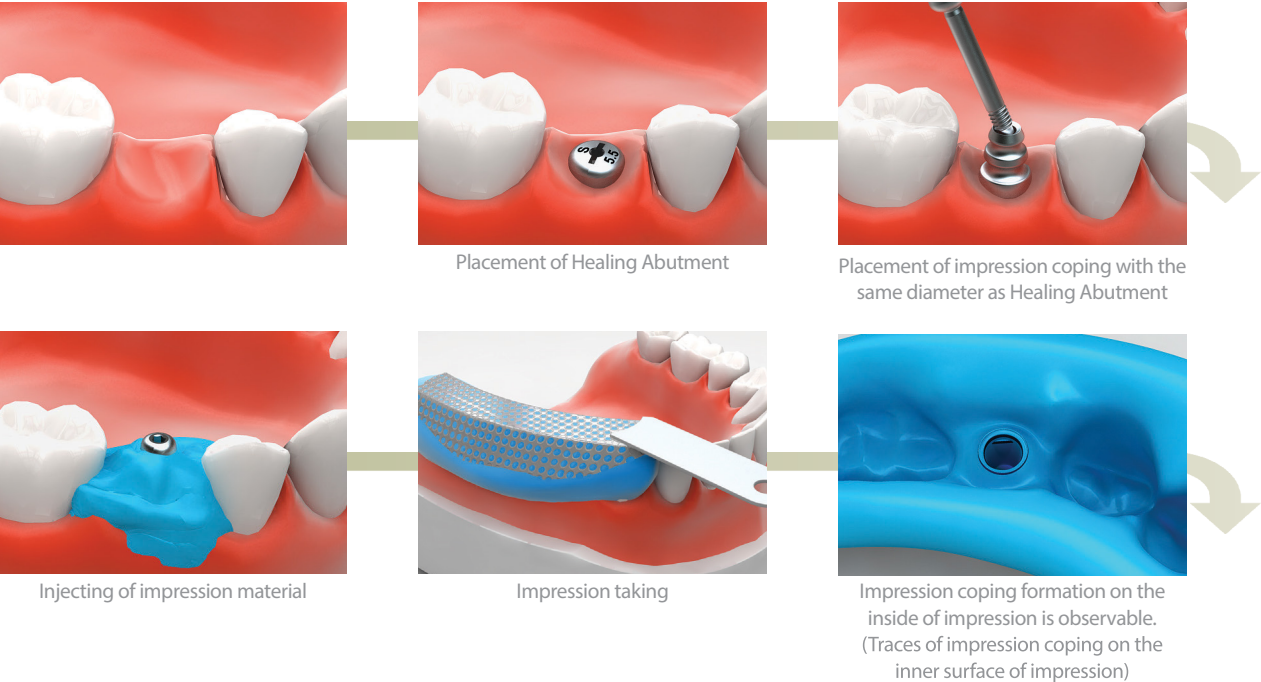 S
5.5
Placement of Healing Abutment
Placement of impression coping with the
same diameter as Healing Abutment
Injecting of impression material
Impression taking
Impression coping formation on the
inside of impression is observable.
(Traces of impression coping on the
inner surface of impression)